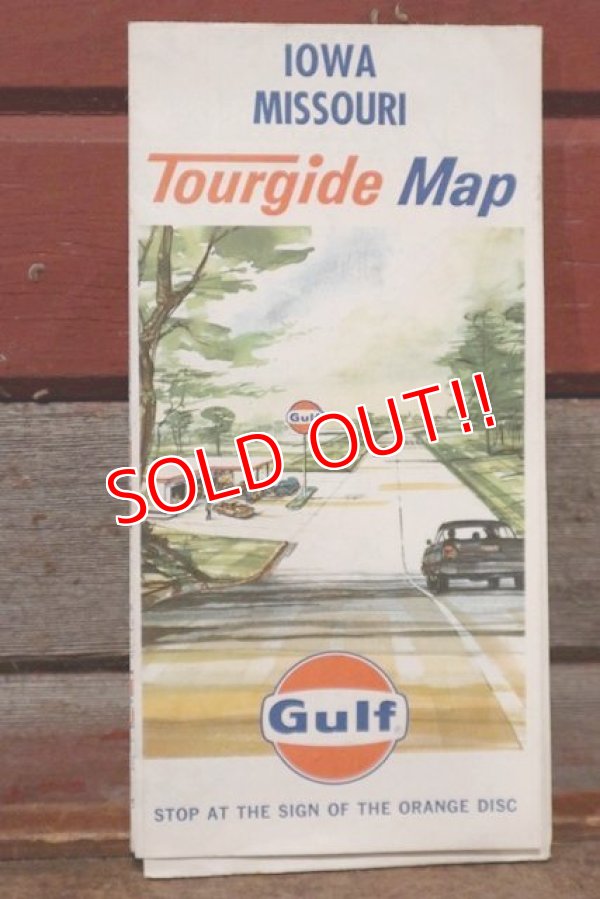 IOWA
MISSOURI
Tourgide Map
Gulf
SOLD OUT!!
Gulf
STOP AT THE SIGN OF THE ORANGE DISC